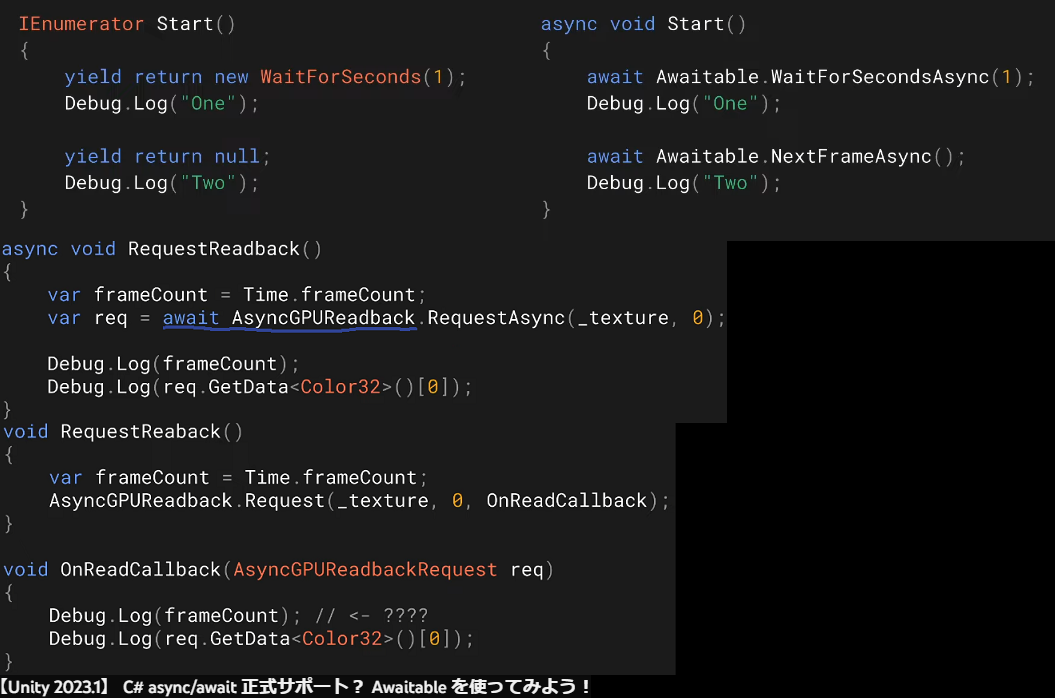 IEnumerator Start()
{
    yield return new WaitForSeconds(1);
    Debug.Log("One");

    yield return null;
    Debug.Log("Two");
}
async void Start()
{
    await Awaitable.WaitForSecondsAsync(1);
    Debug.Log("One");

    await Awaitable.NextFrameAsync();
    Debug.Log("Two");
}
async void RequestReadback()
{
    var frameCount = Time.frameCount;
    var req = await AsyncGPUReadback.RequestAsync(_texture, 0);

    Debug.Log(frameCount);
    Debug.Log(req.GetData<Color32>()[0]);
}
void RequestReaback()
{
    var frameCount = Time.frameCount;
    AsyncGPUReadback.Request(_texture, 0, OnReadCallback);
}

void OnReadCallback(AsyncGPUReadbackRequest req)
{
    Debug.Log(frameCount); // <- ????
    Debug.Log(req.GetData<Color32>()[0]);
}
【Unity 2023.1】 C# async/await 正式サポート？ Awaitable を使ってみよう！